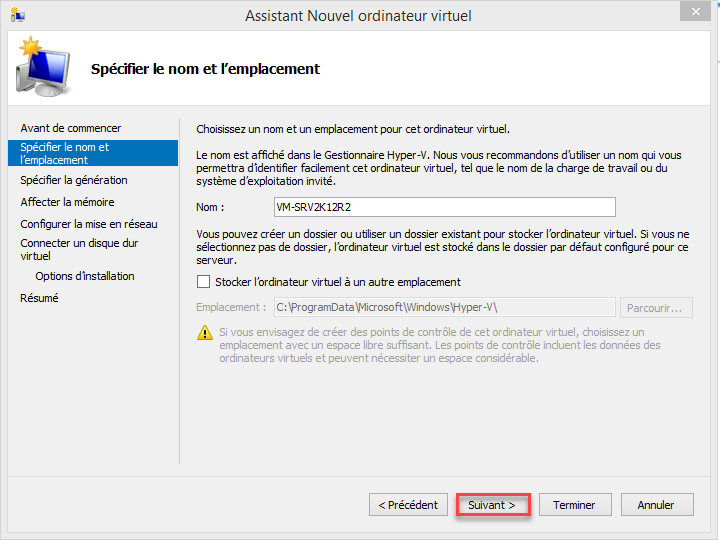 Assistant Nouvel ordinateur virtuel
Spécifier le nom et l'emplacement
Avant de commencer
Spécifier le nom et
l'emplacement
Spécifier la génération
Affecter la mémoire
Configurer la mise en réseau
Connecter un disque dur
virtuel
Options d'installation
Résumé
Choisissez un nom et un emplacement pour cet ordinateur virtuel.
Le nom est affiché dans le Gestionnaire Hyper-V. Nous vous recommandons d'utiliser un nom qui vous
permettra d'identifier facilement cet ordinateur virtuel, tel que le nom de la charge de travail ou du
système d'exploitation invité.
Nom : VM-SRV2K12R2
Vous pouvez créer un dossier ou utiliser un dossier existant pour stocker l'ordinateur virtuel. Si vous ne
sélectionnez pas de dossier, l'ordinateur virtuel est stocké dans le dossier par défaut configuré pour ce
serveur.
Stocker l'ordinateur virtuel à un autre emplacement
Emplacement : C:\ProgramData\Microsoft\Windows\Hyper-V\ Parcourir...
Si vous envisagez de créer des points de contrôle de cet ordinateur virtuel, choisissez un
emplacement avec un espace libre suffisant. Les points de contrôle incluent les données des
ordinateurs virtuels et peuvent nécessiter un espace considérable.
< Précédent Suivant > Terminer Annuler